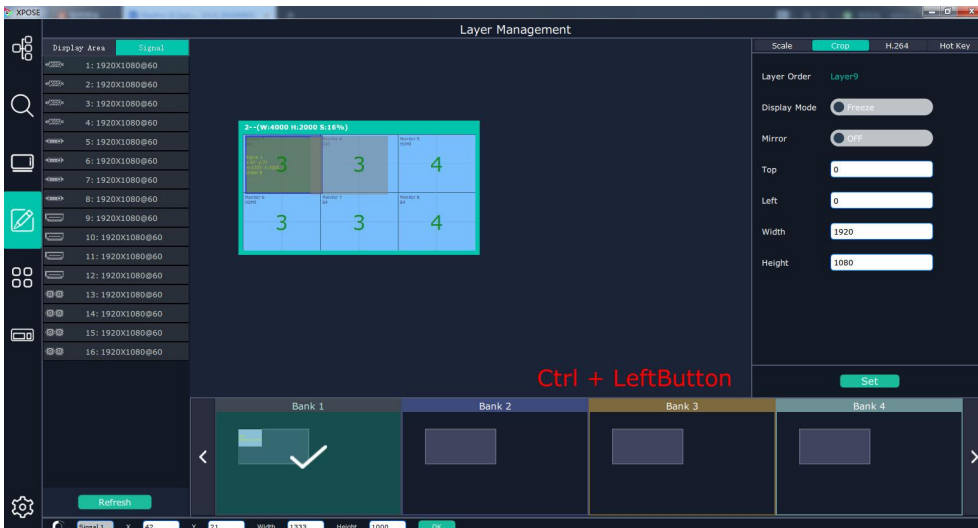 XPOSE
Layer Management
Display Area Signal
1: 1920X1080@60
2: 1920X1080@60
3: 1920X1080@60
4: 1920X1080@60
5: 1920X1080@60
6: 1920X1080@60
7: 1920X1080@60
8: 1920X1080@60
9: 1920X1080@60
10: 1920X1080@60
11: 1920X1080@60
12: 1920X1080@60
13: 1920X1080@60
14: 1920X1080@60
15: 1920X1080@60
16: 1920X1080@60
Refresh
2--(W:4000 H:2000 S:16%)
3 3 4
3 3 4
Ctrl + LeftButton
Scale Crop H.264 Hot Key
Layer Order Layer9
Display Mode Freeze
Mirror OFF
Top 0
Left 0
Width 1920
Height 1080
Set
Bank 1 Bank 2 Bank 3 Bank 4
Signal 1 X 42 Y 21 Width 1333 Height 1000 OK